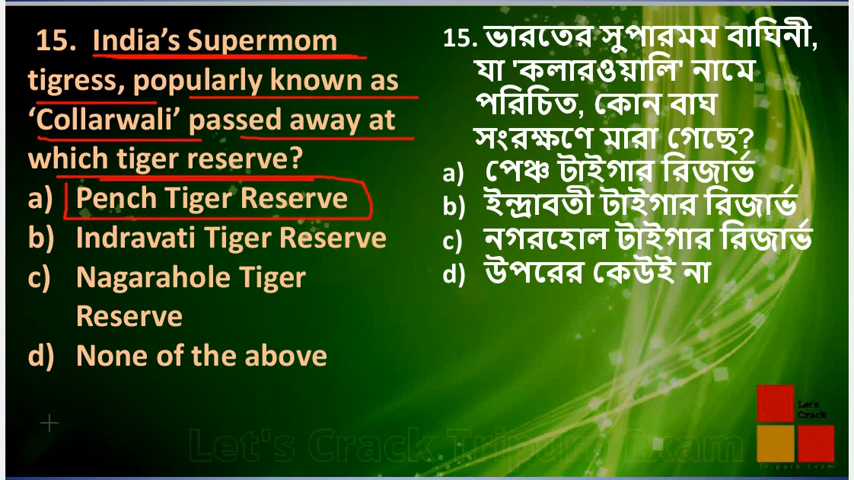 15. India's Supermom
tigress, popularly known as
‘Collarwali’ passed away at
which tiger reserve?
a) Pench Tiger Reserve
b) Indravati Tiger Reserve
c) Nagarahole Tiger
Reserve
d) None of the above
15. ভারতের সুপারমম বাঘিনী,
যা 'কলারওয়ালি' নামে
পরিচিত, কোন বাঘ
সংরক্ষণে মারা গেছে?
a) পেঞ্চ টাইগার রিজার্ভ
b) ইন্দ্রাবতী টাইগার রিজার্ভ
c) নগরহোল টাইগার রিজার্ভ
d) উপরের কেউই না
Let's
Crack
Tripura Exam
Let's Crack Tripura Exam